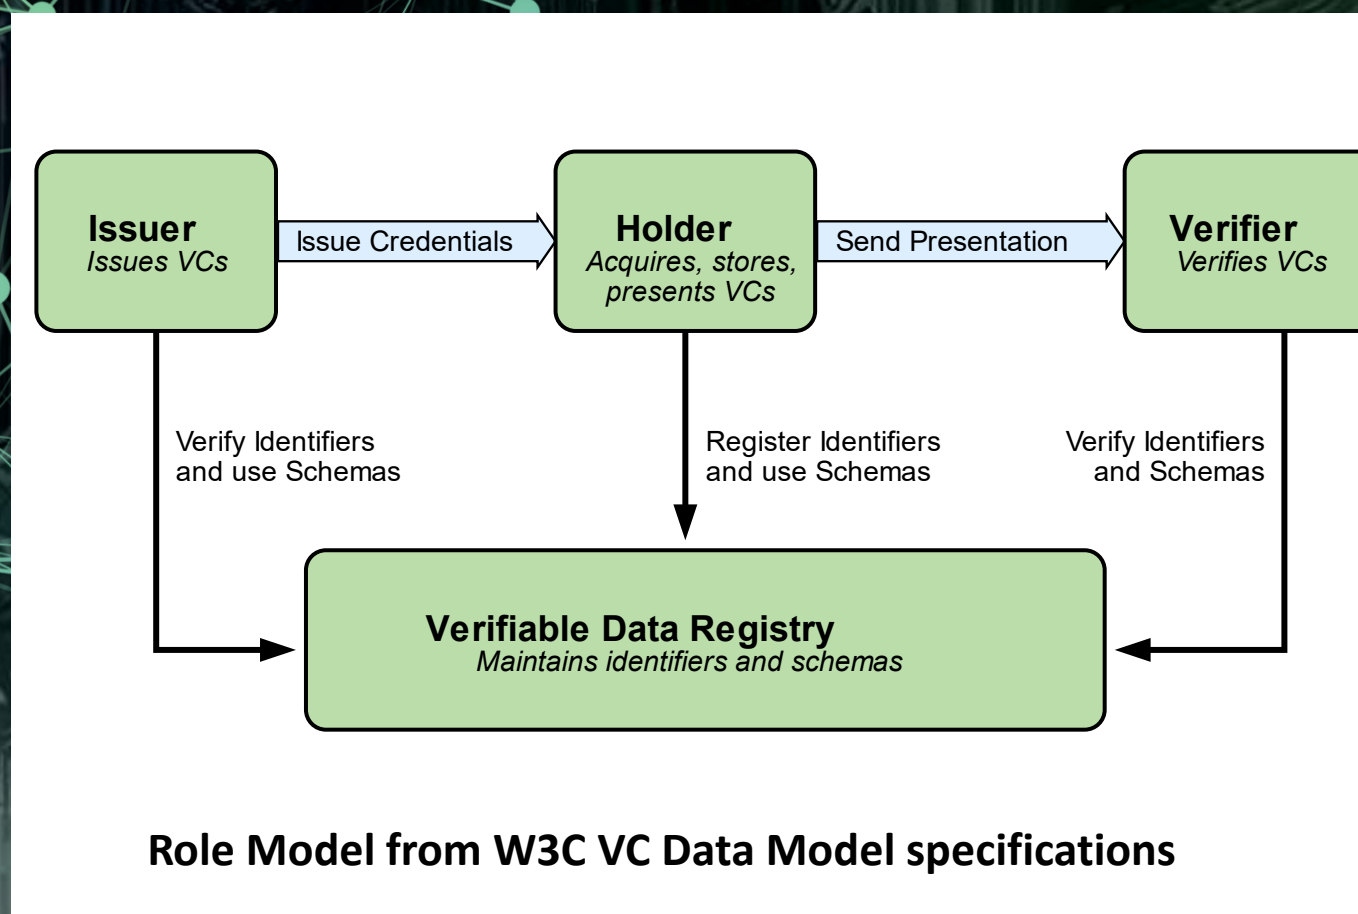 Issuer
Issues VCs
Issue Credentials
Holder
Acquires, stores,
presents VCs
Send Presentation
Verifier
Verifies VCs
Verify Identifiers
and use Schemas
Register Identifiers
and use Schemas
Verify Identifiers
and Schemas
Verifiable Data Registry
Maintains identifiers and schemas
Role Model from W3C VC Data Model specifications